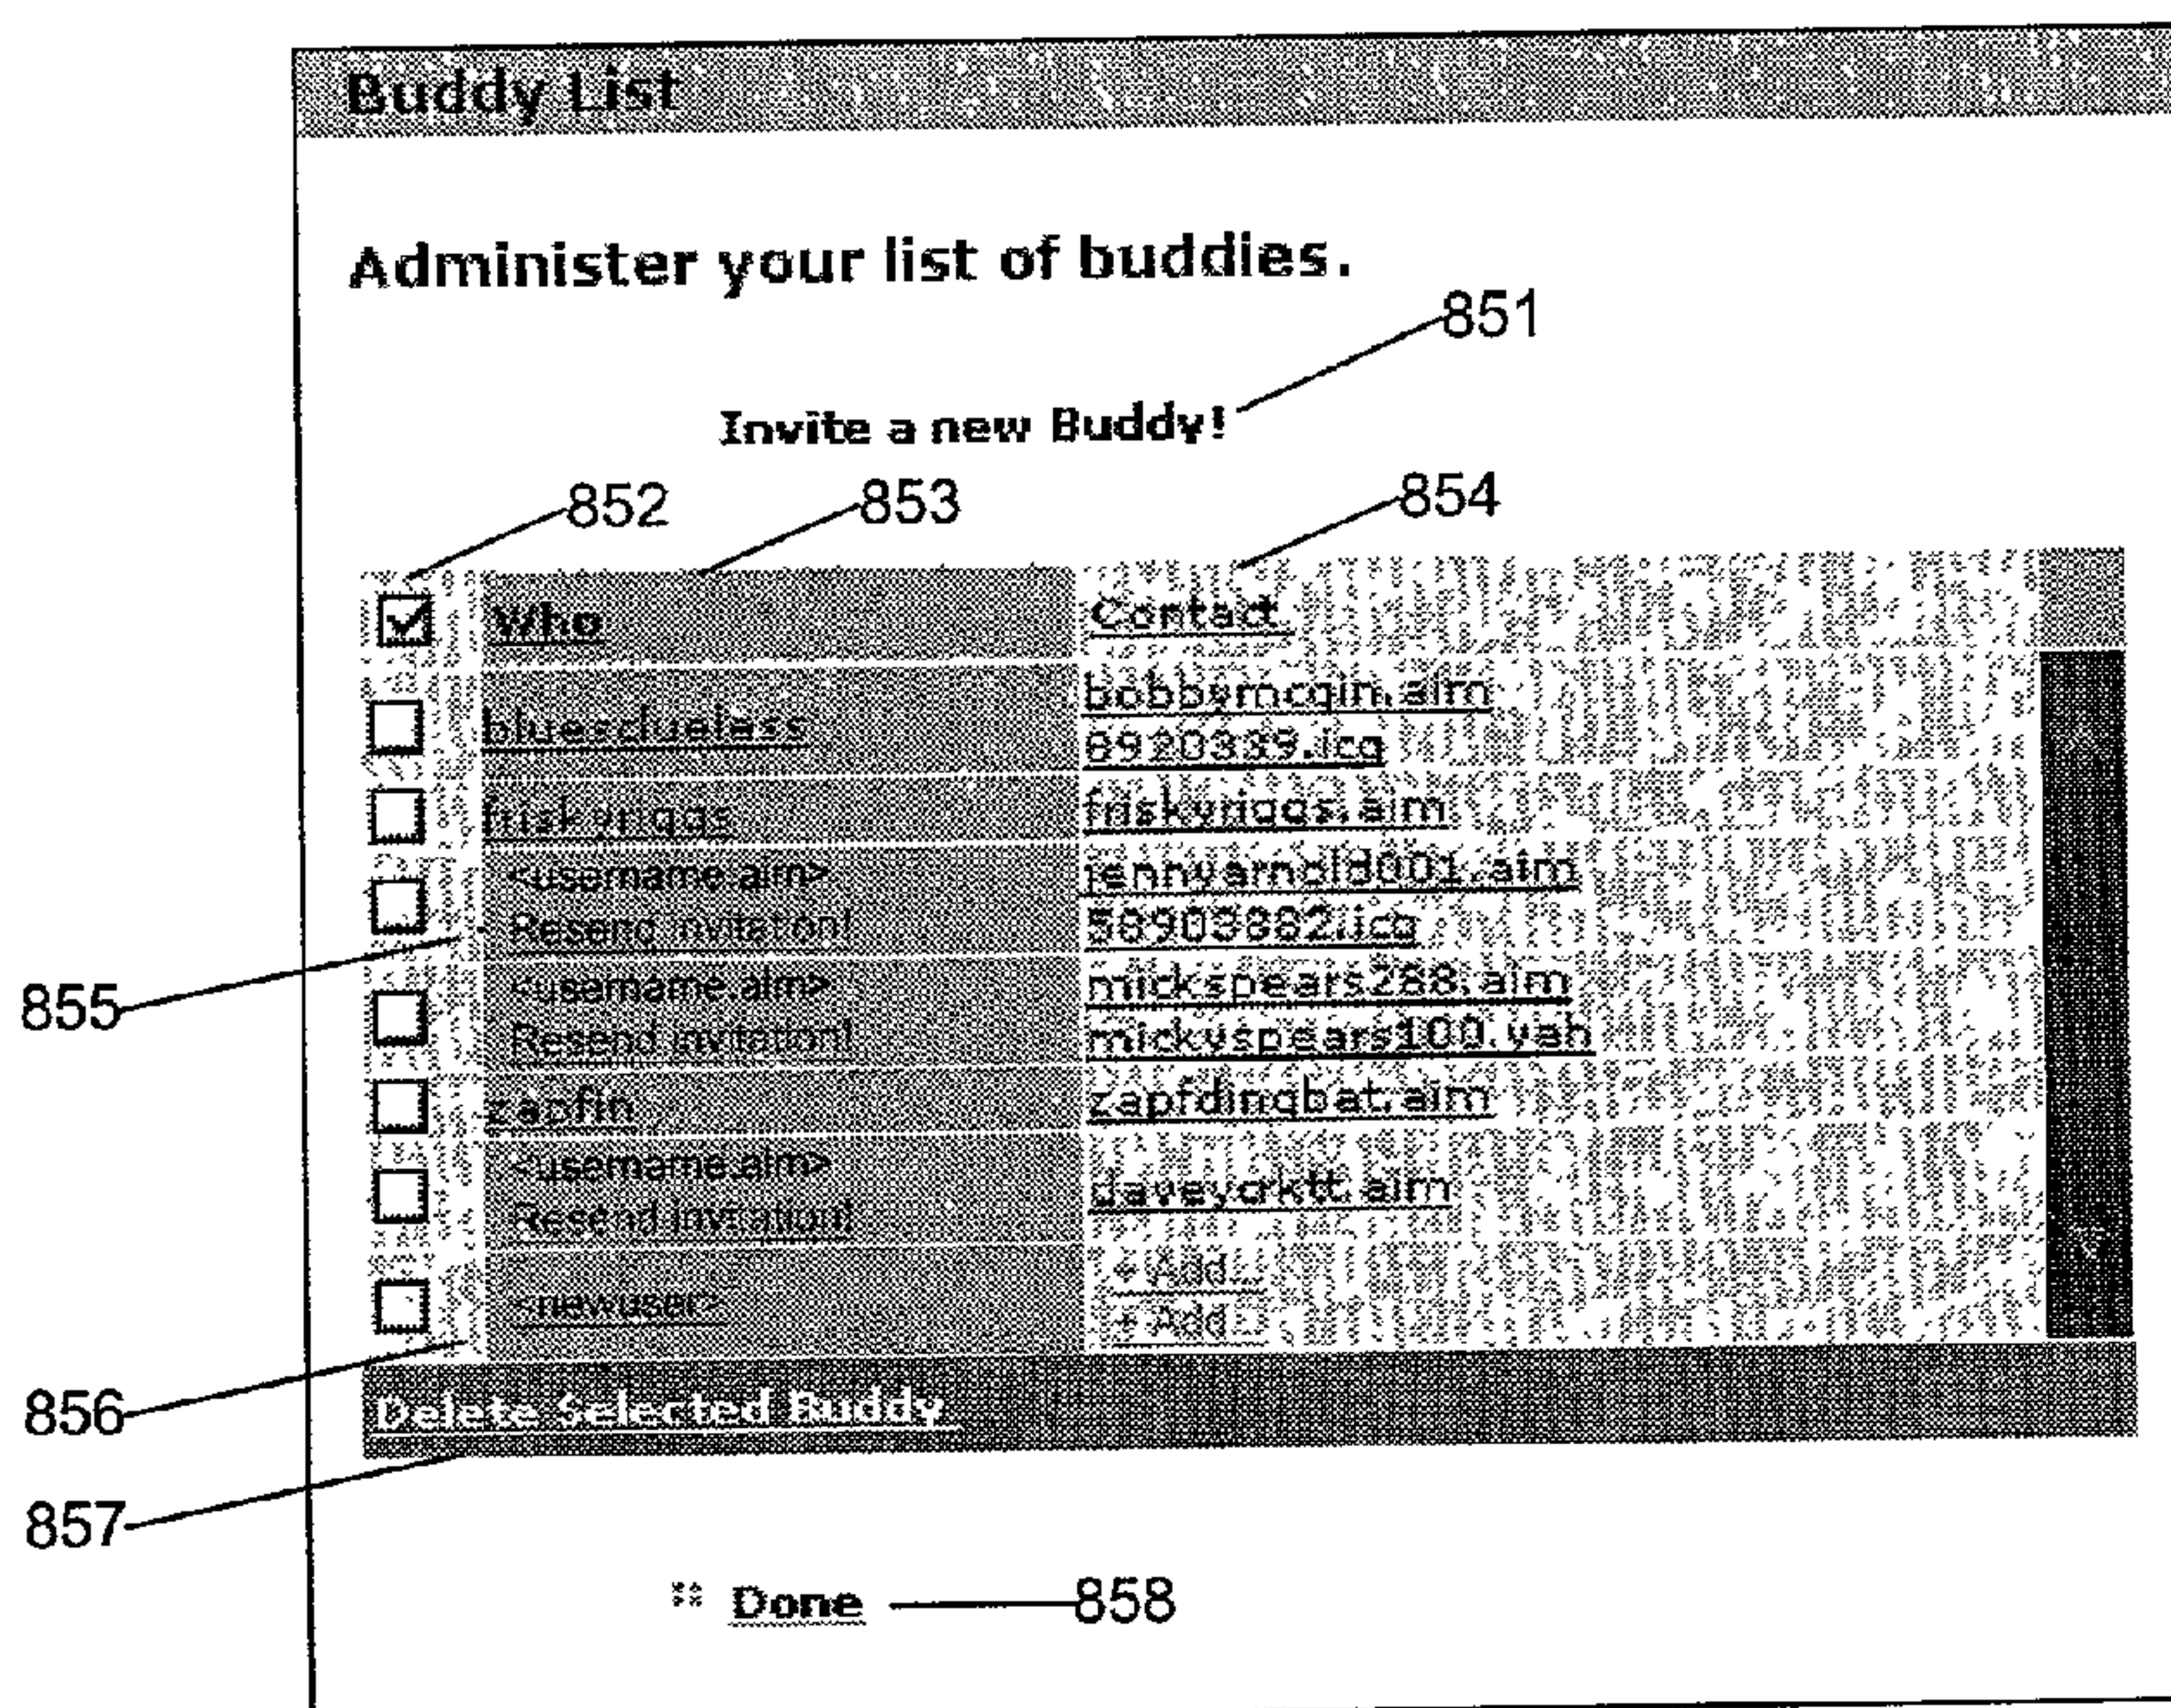 Buddy List
Administer your list of buddies.
851
Invite a new Buddy!
852 853 854
Who Contact
bobbymcgin.aim
bluesclueless
8920339.icq
friskyriggs friskyriggs.aim
<username.aim> jennyarnold001.aim
Resend invitation! 58903882.icq
855
<username.aim> mickspears288.aim
Resend invitation! mickyspears100.yah
zapfin zapfdingbat.aim
<username.aim>
daveycrktt.aim
Resend invitation!
+ Add
<newuser>
+ Add
856
Delete Selected Buddy
857
Done 858